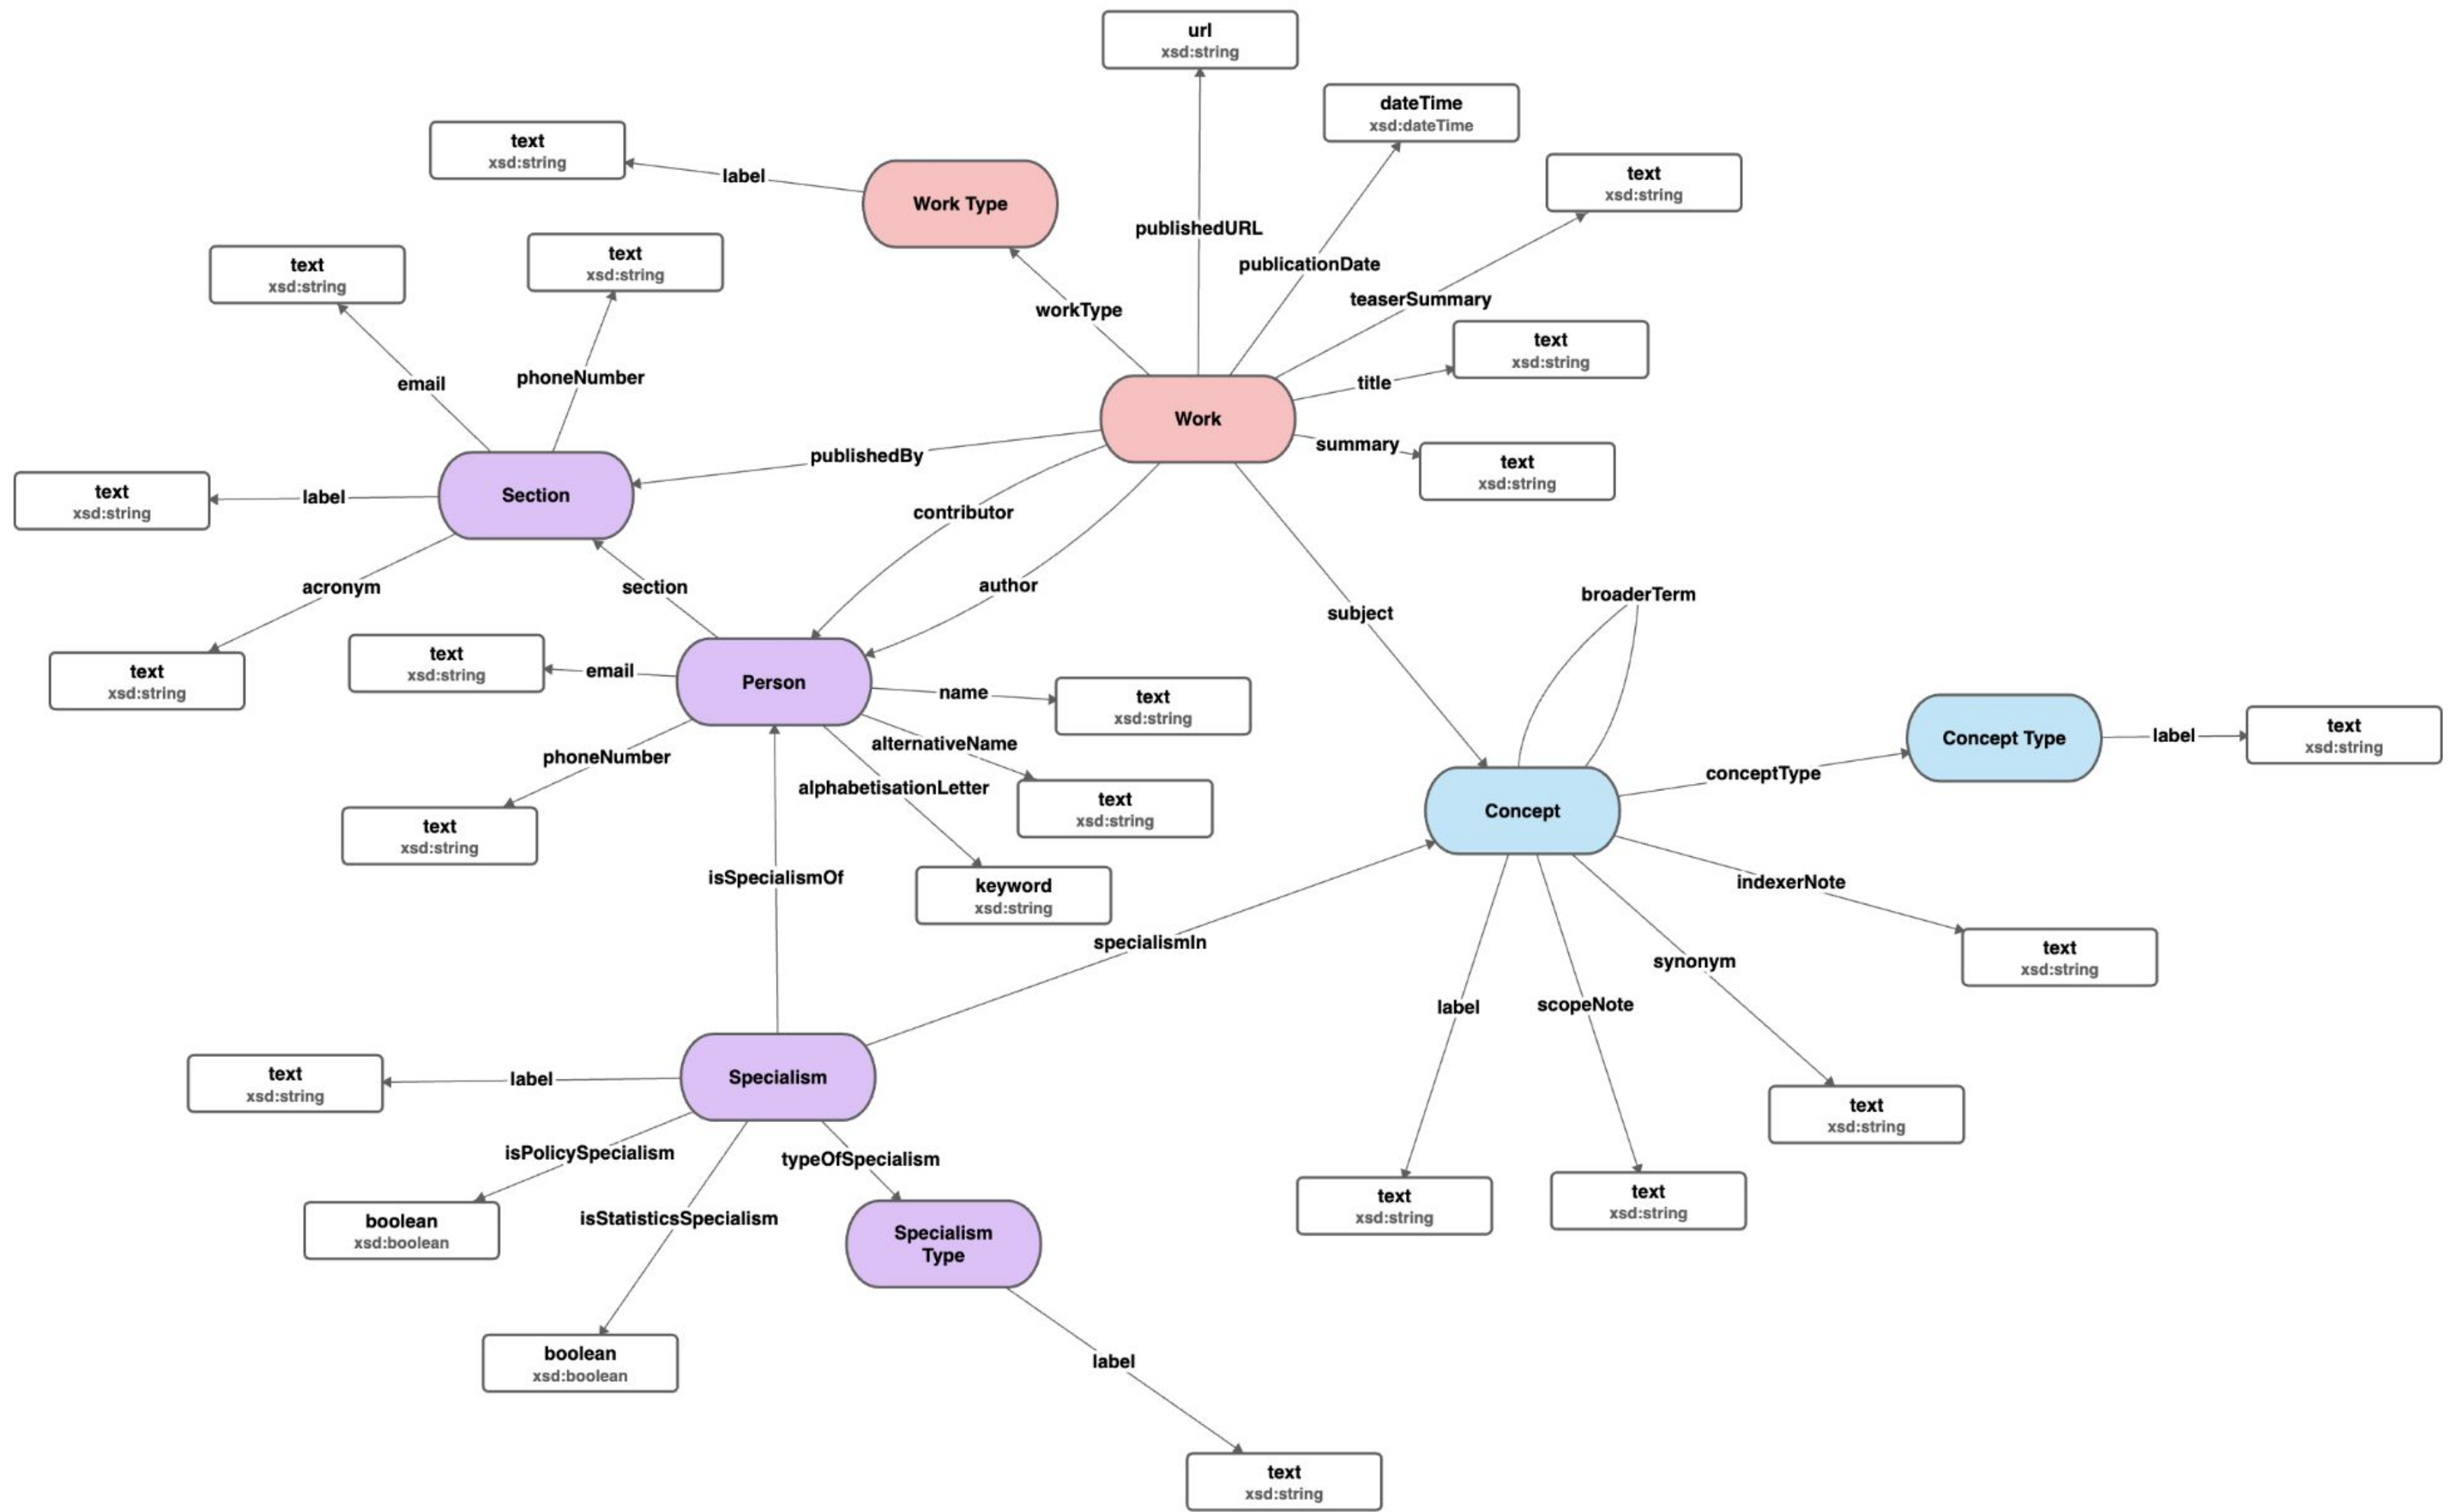 url
xsd:string
dateTime
xsd:dateTime
text
xsd:string
label
Work Type
text
xsd:string
publishedURL
publicationDate
text
xsd:string
text
xsd:string
teaserSummary
workType
text
xsd:string
title
email
phoneNumber
Work
summary
publishedBy
text
xsd:string
text
xsd:string
label
Section
contributor
acronym
section
author
subject
broaderTerm
text
xsd:string
text
xsd:string
email
Person
name
text
xsd:string
alternativeName
phoneNumber
alphabetisationLetter
text
xsd:string
text
xsd:string
conceptType
Concept Type
label
text
xsd:string
Concept
isSpecialismOf
keyword
xsd:string
indexerNote
specialismIn
synonym
text
xsd:string
label
scopeNote
text
xsd:string
label
Specialism
text
xsd:string
isPolicySpecialism
typeOfSpecialism
text
xsd:string
text
xsd:string
boolean
xsd:boolean
isStatisticsSpecialism
Specialism
Type
boolean
xsd:boolean
label
text
xsd:string